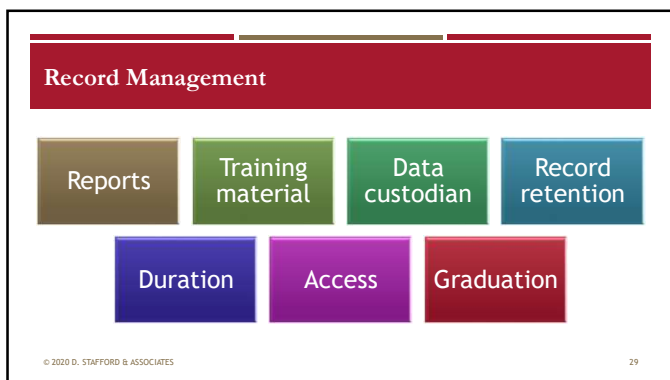 Record Management
Reports
Training
material
Data
custodian
Record
retention
Duration
Access
Graduation
© 2020 D. STAFFORD & ASSOCIATES
29